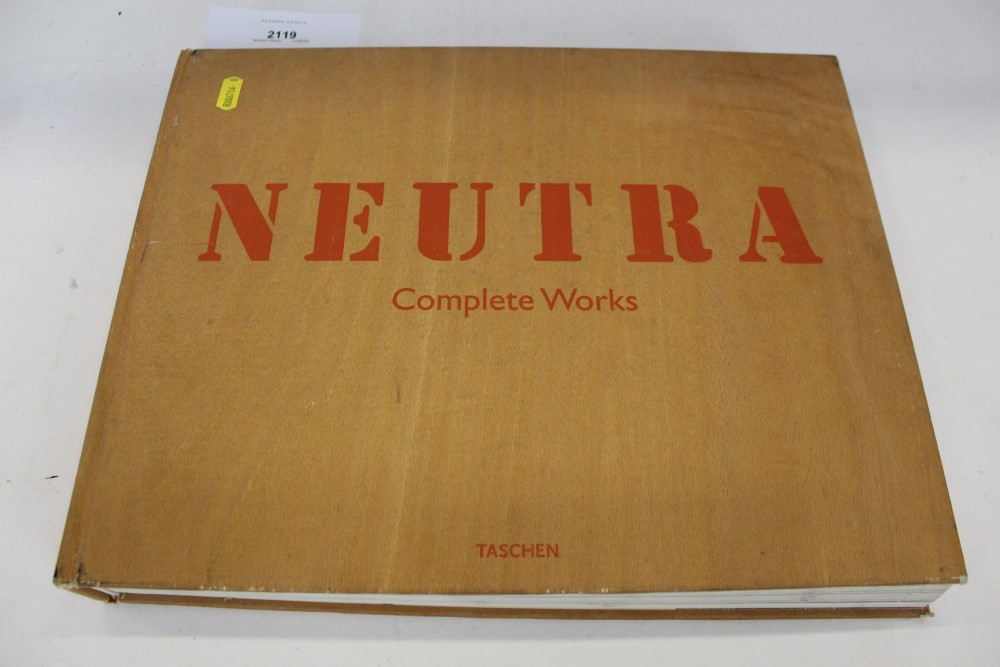 2119
NEUTRA
Complete Works
TASCHEN